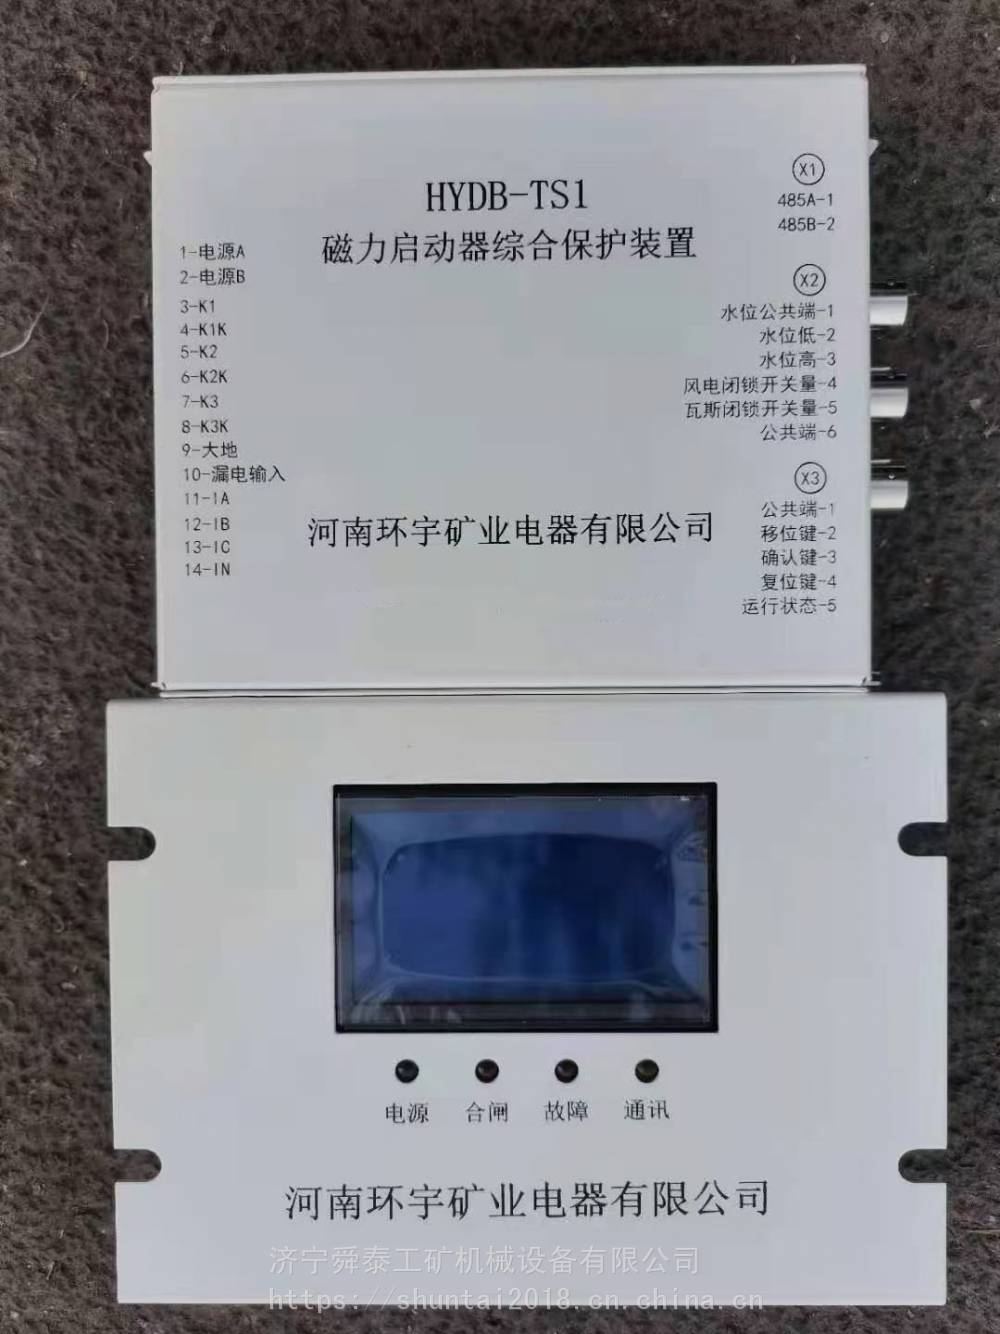 HYDB-TS1
磁力启动器综合保护装置
1-电源A
2-电源B
3-K1
4-K1K
5-K2
6-K2K
7-K3
8-K3K
9-大地
10-漏电输入
11-IA
12-IB
13-IC
14-IN
X1
485A-1
485B-2
X2
水位公共端-1
水位低-2
水位高-3
风电闭锁开关量-4
瓦斯闭锁开关量-5
公共端-6
X3
公共端-1
移位键-2
确认键-3
复位键-4
运行状态-5
河南环宇矿业电器有限公司
电源 合闸 故障 通讯
河南环宇矿业电器有限公司
济宁舜泰工矿机械设备有限公司
https://shuntai2018.cn.china.cn